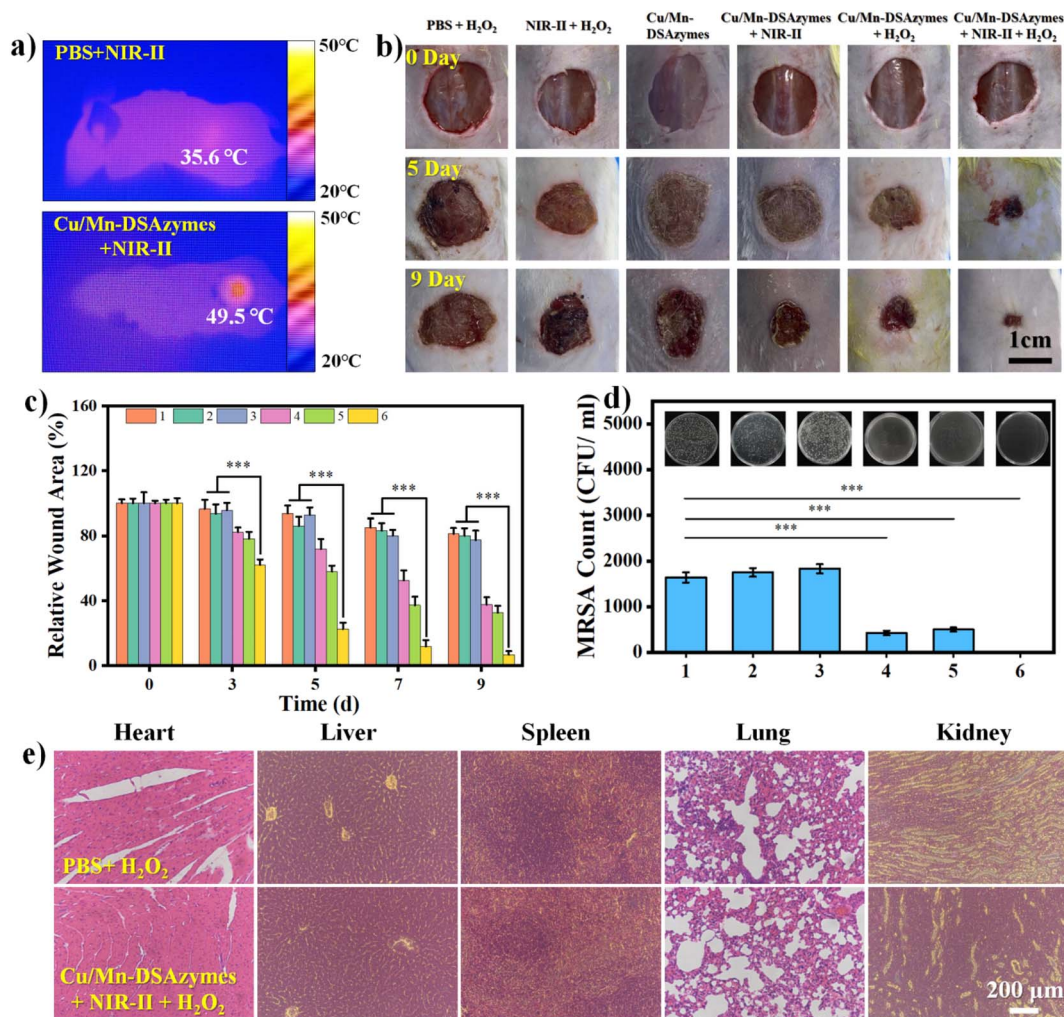 a)
PBS+NIR-II
35.6 °C
50°C
20°C
Cu/Mn-DSAzymes
+NIR-II
49.5 °C
50°C
20°C
b)
PBS + H₂O₂
NIR-II + H₂O₂
Cu/Mn-
DSAzymes
Cu/Mn-DSAzymes
+ NIR-II
Cu/Mn-DSAzymes
+ H₂O₂
Cu/Mn-DSAzymes
+ NIR-II + H₂O₂
0 Day
5 Day
9 Day
1cm
c)
Relative Wound Area (%)
160
120
80
40
0
1 2 3 4 5 6
***
***
***
***
0 3 5 7 9
Time (d)
d)
MRSA Count (CFU/ ml)
5000
4000
3000
2000
1000
0
***
***
***
1 2 3 4 5 6
e)
Heart Liver Spleen Lung Kidney
PBS+ H₂O₂
Cu/Mn-DSAzymes
+ NIR-II + H₂O₂
200 μm